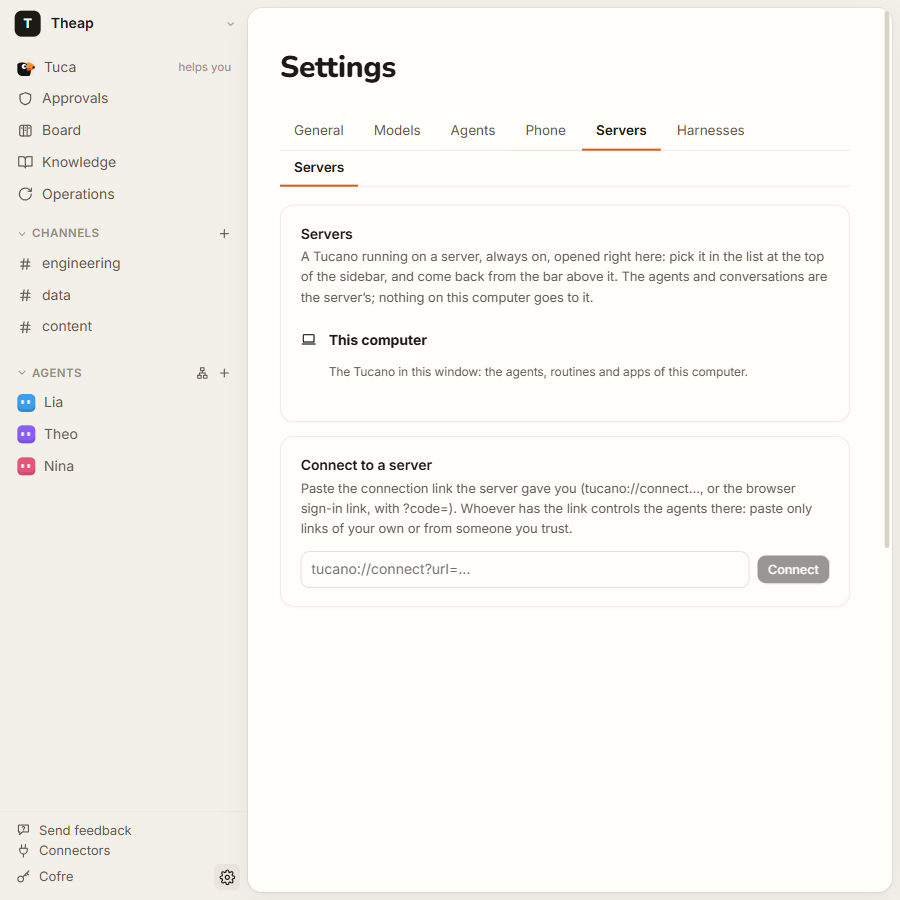 T Theap
Tuca helps you
Approvals
Board
Knowledge
Operations
CHANNELS
# engineering
# data
# content
AGENTS
Lia
Theo
Nina
Send feedback
Connectors
Cofre
Settings
General Models Agents Phone Servers Harnesses
Servers
Servers
A Tucano running on a server, always on, opened right here: pick it in the list at the top
of the sidebar, and come back from the bar above it. The agents and conversations are
the server’s; nothing on this computer goes to it.
This computer
The Tucano in this window: the agents, routines and apps of this computer.
Connect to a server
Paste the connection link the server gave you (tucano://connect…, or the browser
sign-in link, with ?code=). Whoever has the link controls the agents there: paste only
links of your own or from someone you trust.
tucano://connect?url=… Connect